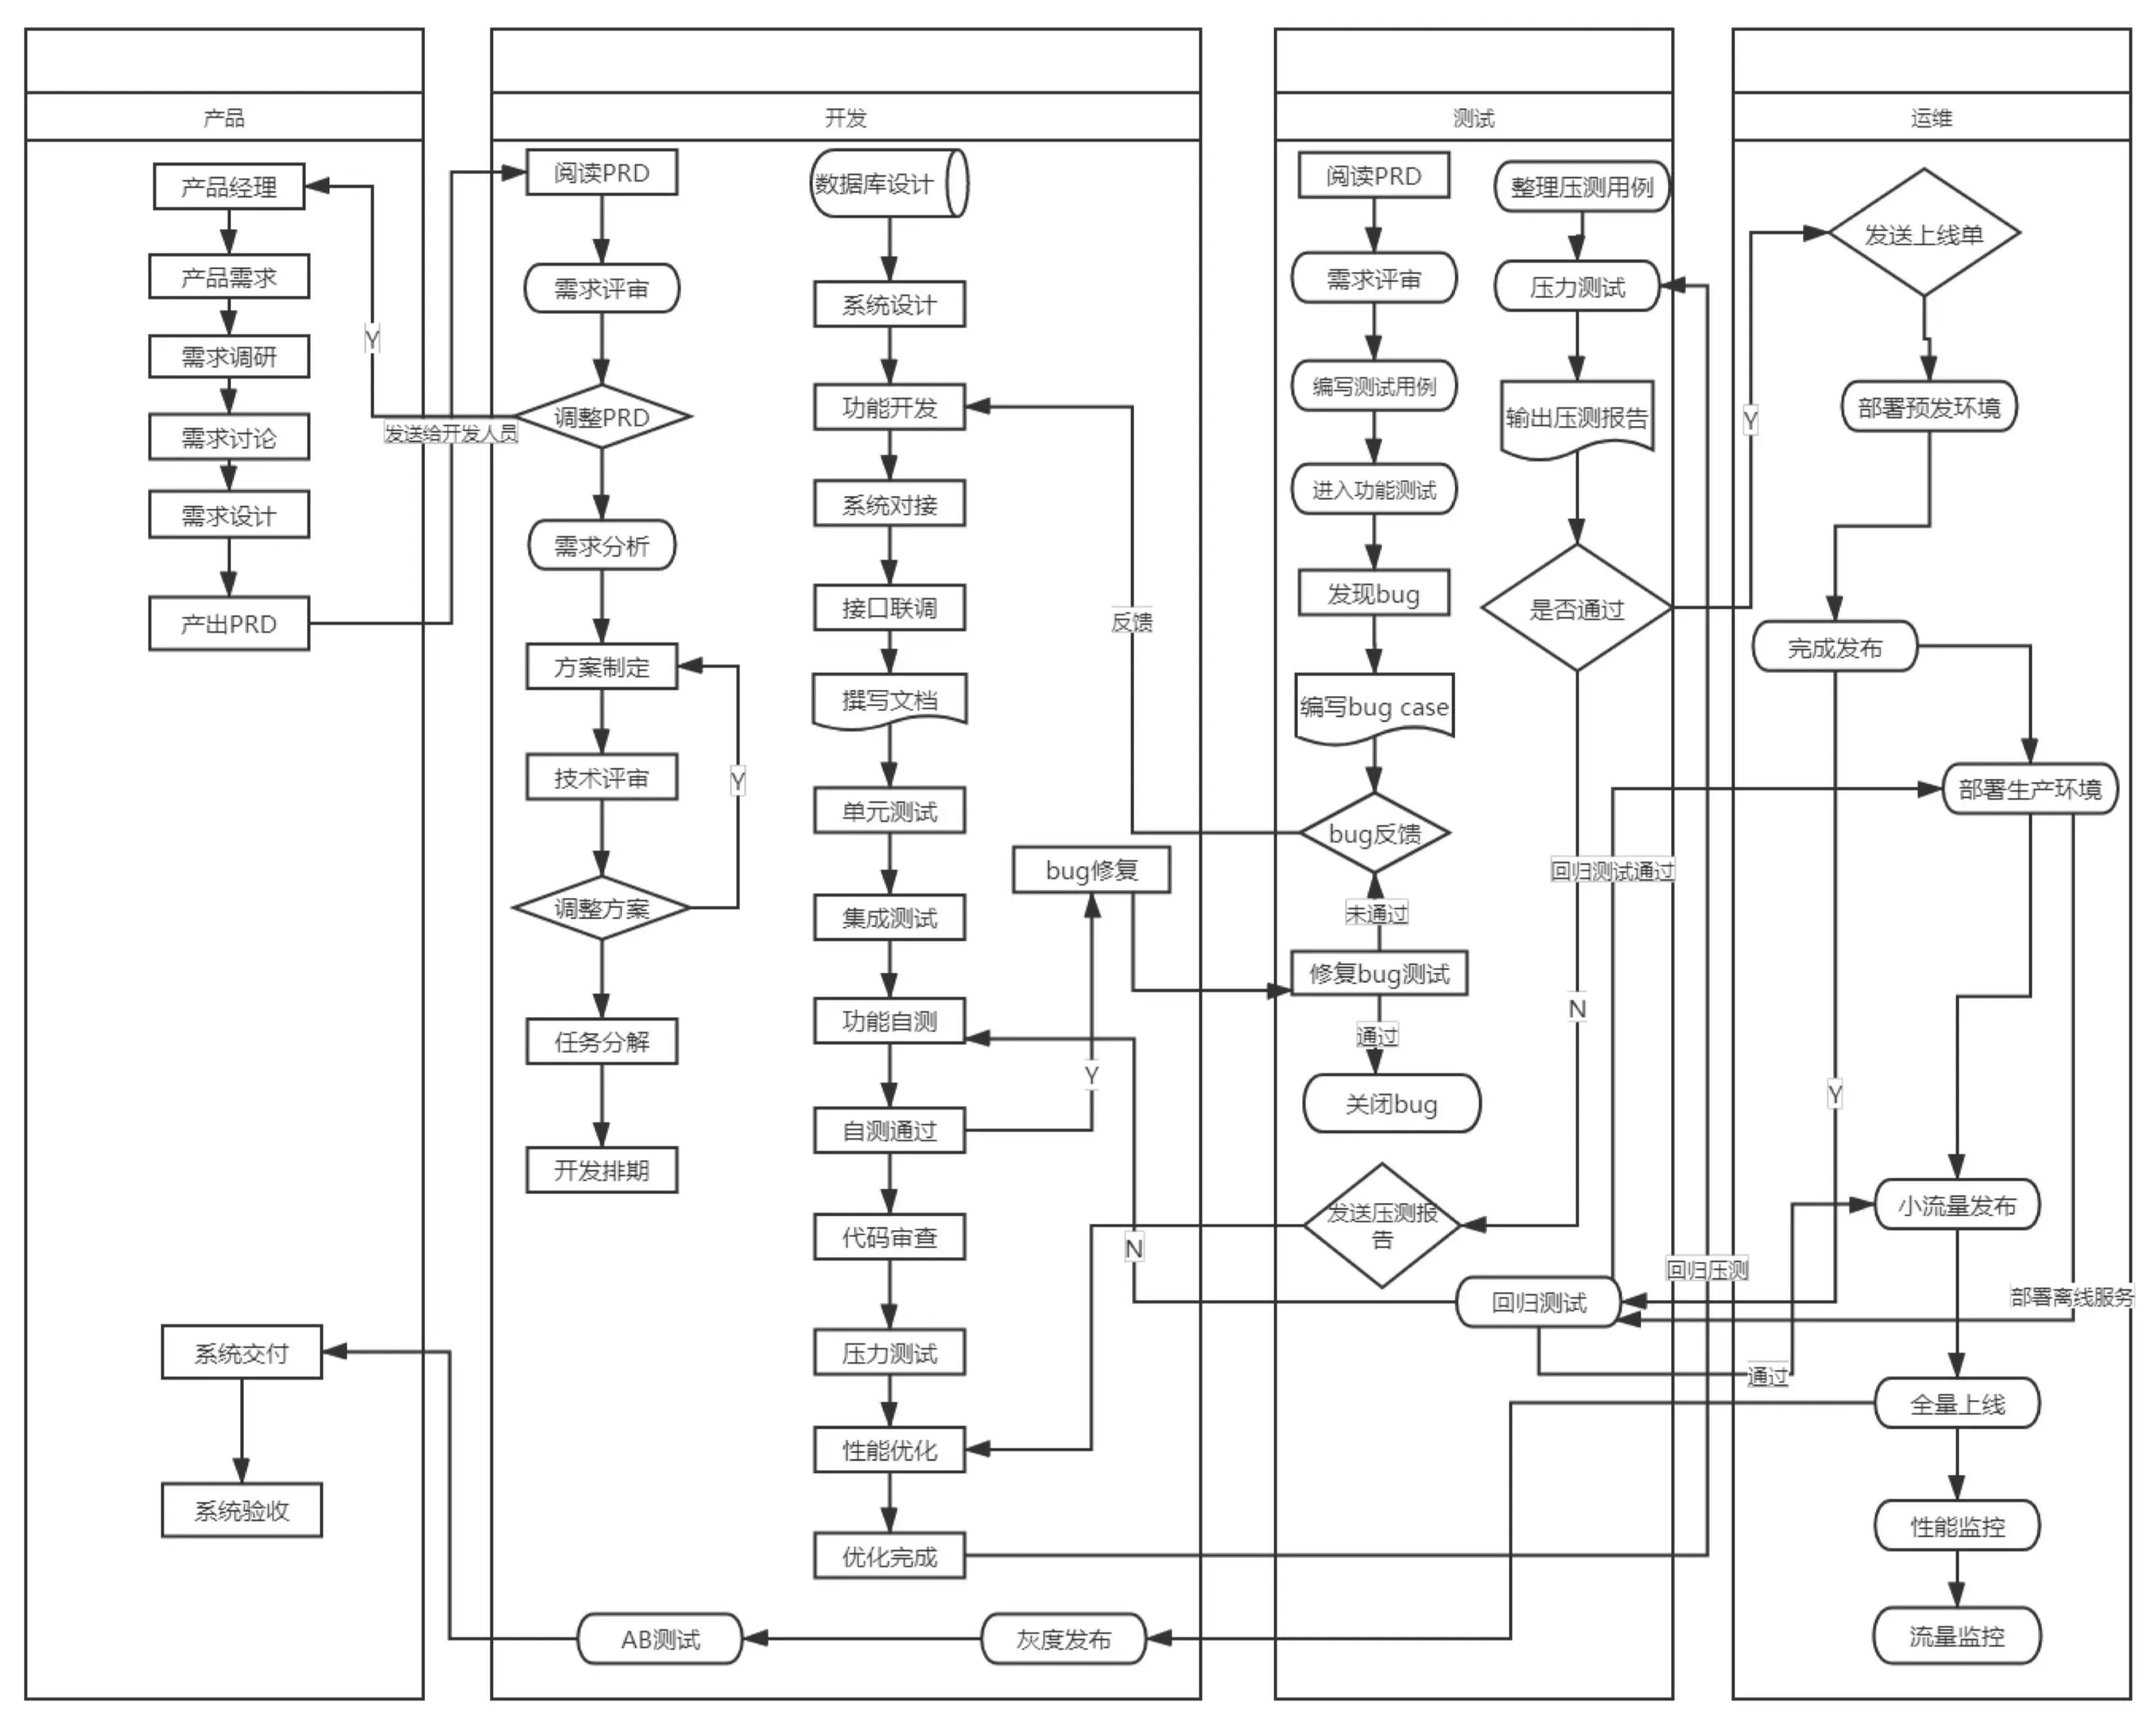 产品
产品经理
产品需求
需求调研
需求讨论
需求设计
产出PRD
系统交付
系统验收
Y
发送给开发人员
开发
阅读PRD
需求评审
调整PRD
需求分析
方案制定
技术评审
Y
调整方案
任务分解
开发排期
数据库设计
系统设计
功能开发
系统对接
接口联调
撰写文档
单元测试
集成测试
功能自测
自测通过
代码审查
压力测试
性能优化
优化完成
bug修复
Y
反馈
N
AB测试
灰度发布
测试
阅读PRD
需求评审
编写测试用例
进入功能测试
发现bug
编写bug case
bug反馈
未通过
修复bug测试
通过
关闭bug
发送压测报
告
回归测试
整理压测用例
压力测试
输出压测报告
是否通过
回归测试通过
N
回归压测
Y
通过
运维
发送上线单
部署预发环境
完成发布
部署生产环境
Y
小流量发布
部署离线服务
全量上线
性能监控
流量监控